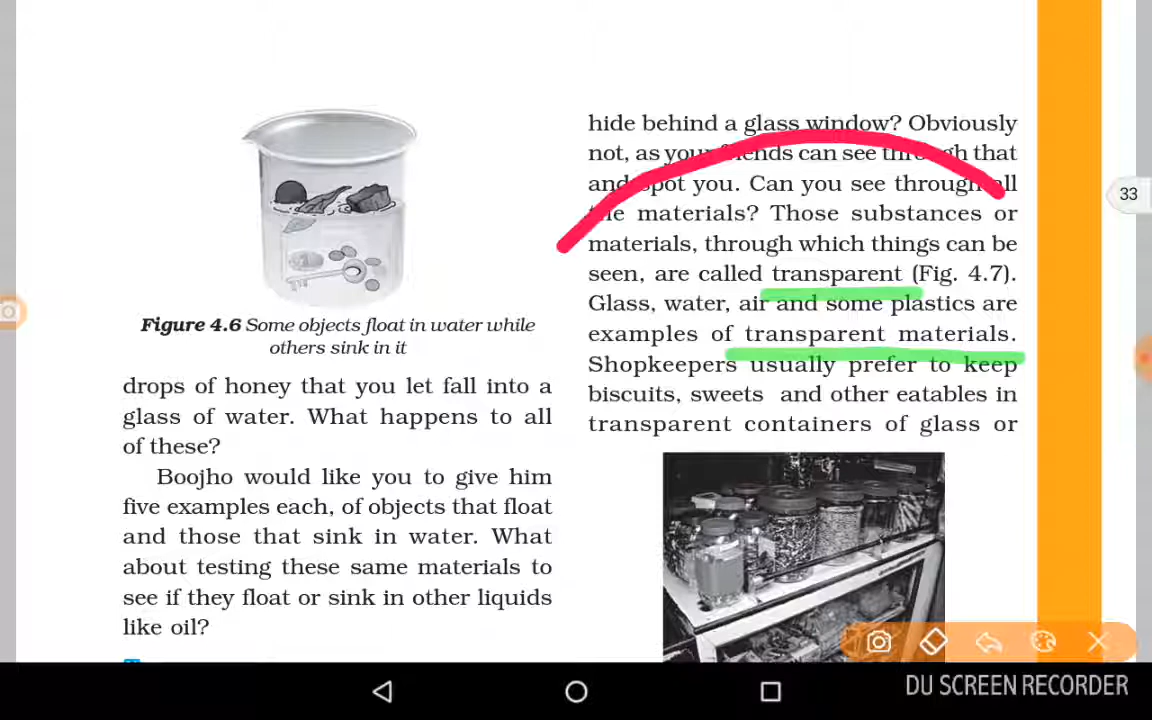 Figure 4.6 Some objects float in water while
others sink in it
drops of honey that you let fall into a
glass of water. What happens to all
of these?
Boojho would like you to give him
five examples each, of objects that float
and those that sink in water. What
about testing these same materials to
see if they float or sink in other liquids
like oil?
hide behind a glass window? Obviously
not, as your friends can see through that
and spot you. Can you see through all
the materials? Those substances or
materials, through which things can be
seen, are called transparent (Fig. 4.7).
Glass, water, air and some plastics are
examples of transparent materials.
Shopkeepers usually prefer to keep
biscuits, sweets and other eatables in
transparent containers of glass or
33
DU SCREEN RECORDER